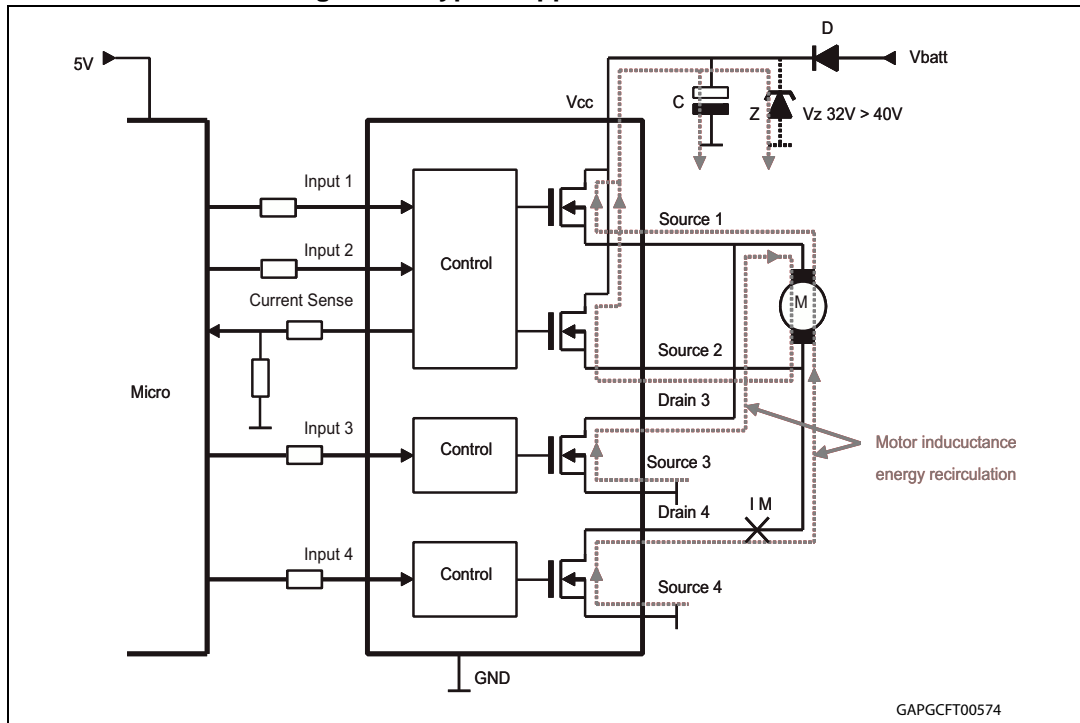 5V
D
Vbatt
Vcc
C
Z
Vz 32V > 40V
Input 1
Source 1
Input 2
Control
M
Current Sense
Source 2
Micro
Drain 3
Input 3
Control
Source 3
Motor inducuctance
energy recirculation
Drain 4
I M
Input 4
Control
Source 4
GND
GAPGCFT00574